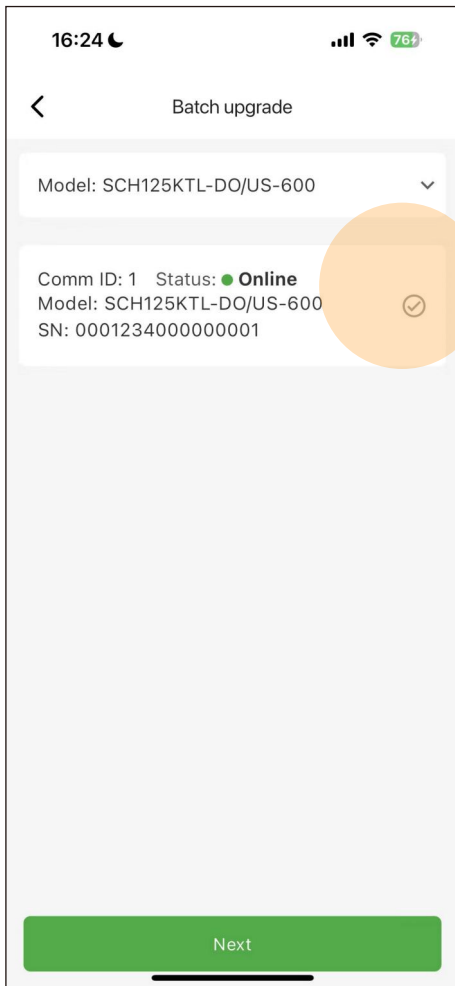 16:24
76
Batch upgrade
Model: SCH125KTL-DO/US-600
Comm ID: 1 Status: Online
Model: SCH125KTL-DO/US-600
SN: 0001234000000001
Next